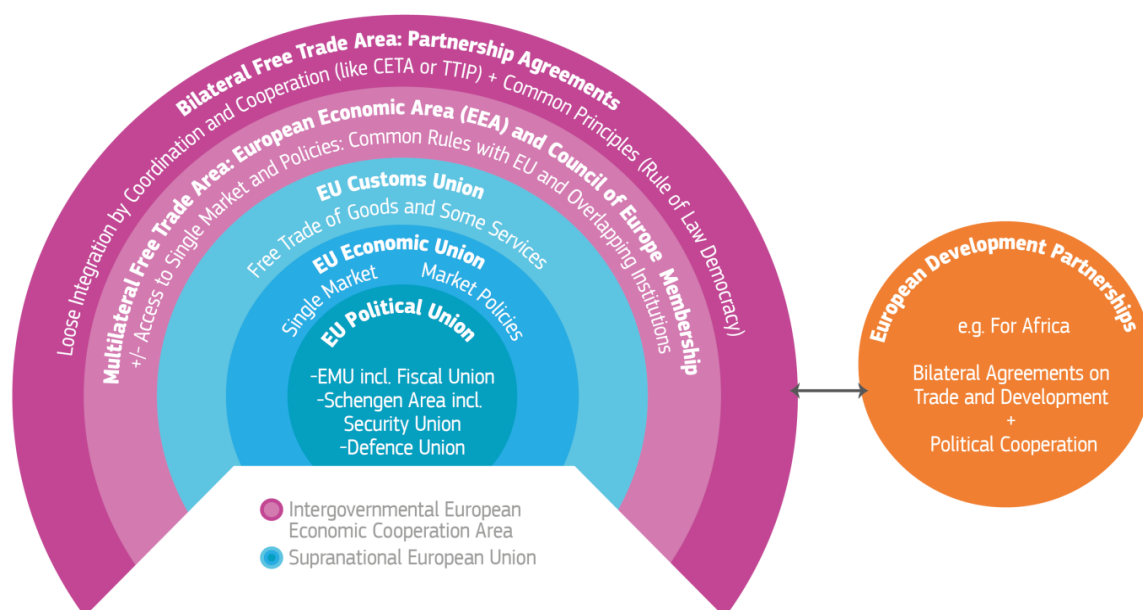 Bilateral Free Trade Area: Partnership Agreements
Loose Integration by Coordination and Cooperation (like CETA or TTIP) + Common Principles (Rule of Law Democracy)
Multilateral Free Trade Area: European Economic Area (EEA) and Council of Europe Membership
+/- Access to Single Market and Policies: Common Rules with EU and Overlapping Institutions
EU Customs Union
Free Trade of Goods and Some Services
EU Economic Union
Single Market Market Policies
EU Political Union
-EMU incl. Fiscal Union
-Schengen Area incl.
Security Union
-Defence Union
Intergovernmental European
Economic Cooperation Area
Supranational European Union
European Development Partnerships
e.g. For Africa
Bilateral Agreements on
Trade and Development
+
Political Cooperation